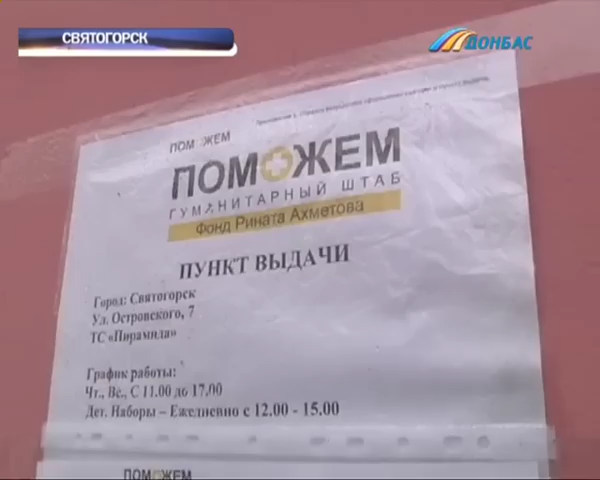 СВЯТОГОРСК
ДОНБАС
ПОМОЖЕМ
ПОМОЖЕМ
ГУМАНИТАРНЫЙ ШТАБ
Фонд Рината Ахметова
ПУНКТ ВЫДАЧИ
Город: Святогорск
Ул. Островского, 7
ТС «Пирамида»
График работы:
Чт., Вс., С 11.00 до 17.00
Дет. Наборы – Ежедневно с 12.00 - 15.00
ПОМОЖЕМ